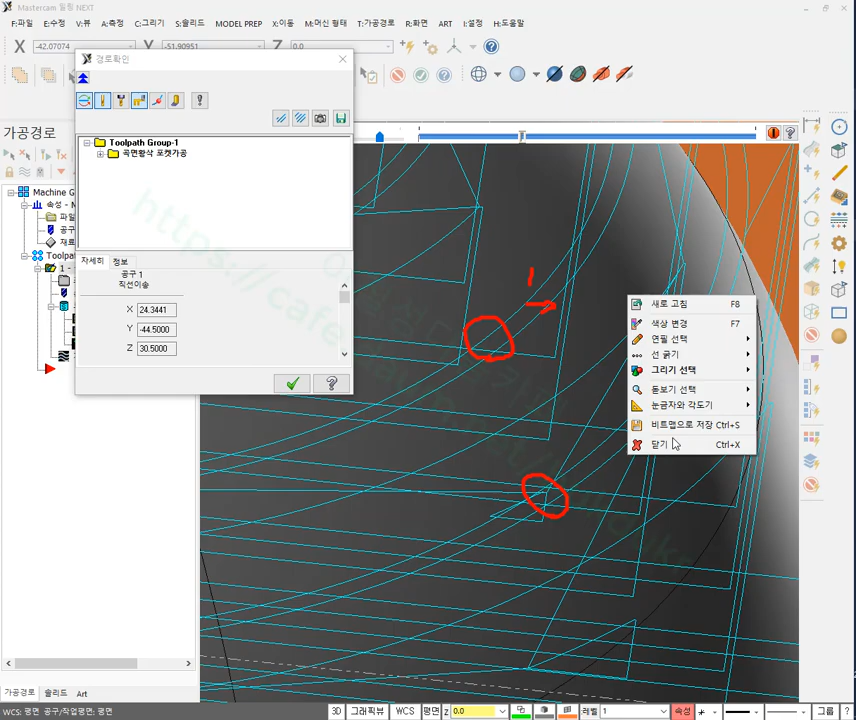 Mastercam 밀링 NEXT
F:파일 E:수정 V:뷰 A:측정 C:그리기 S:솔리드 MODEL PREP X:이동 M:머신 형태 T:가공경로 R:화면 ART I:설정 H:도움말
X -42.07074 Y -51.90951 Z 0.0
경로확인
가공경로
Toolpath Group-1
곡면황삭 포켓가공
Machine G
속성 - M
파일
공구
재료
Toolpath
1 -
자세히 정보
공구 1
직선이송
X 24.3441
Y -44.5000
Z 30.5000
새로 고침 F8
색상 변경 F7
연필 선택
선 굵기
그리기 선택
돋보기 선택
눈금자와 각도기
비트맵으로 저장 Ctrl+S
닫기 Ctrl+X
가공경로 솔리드 Art
WCS: 평면 공구/작업평면: 평면
3D 그래픽뷰 WCS 평면 Z 0.0 레벨 1 속성 그룹 ?